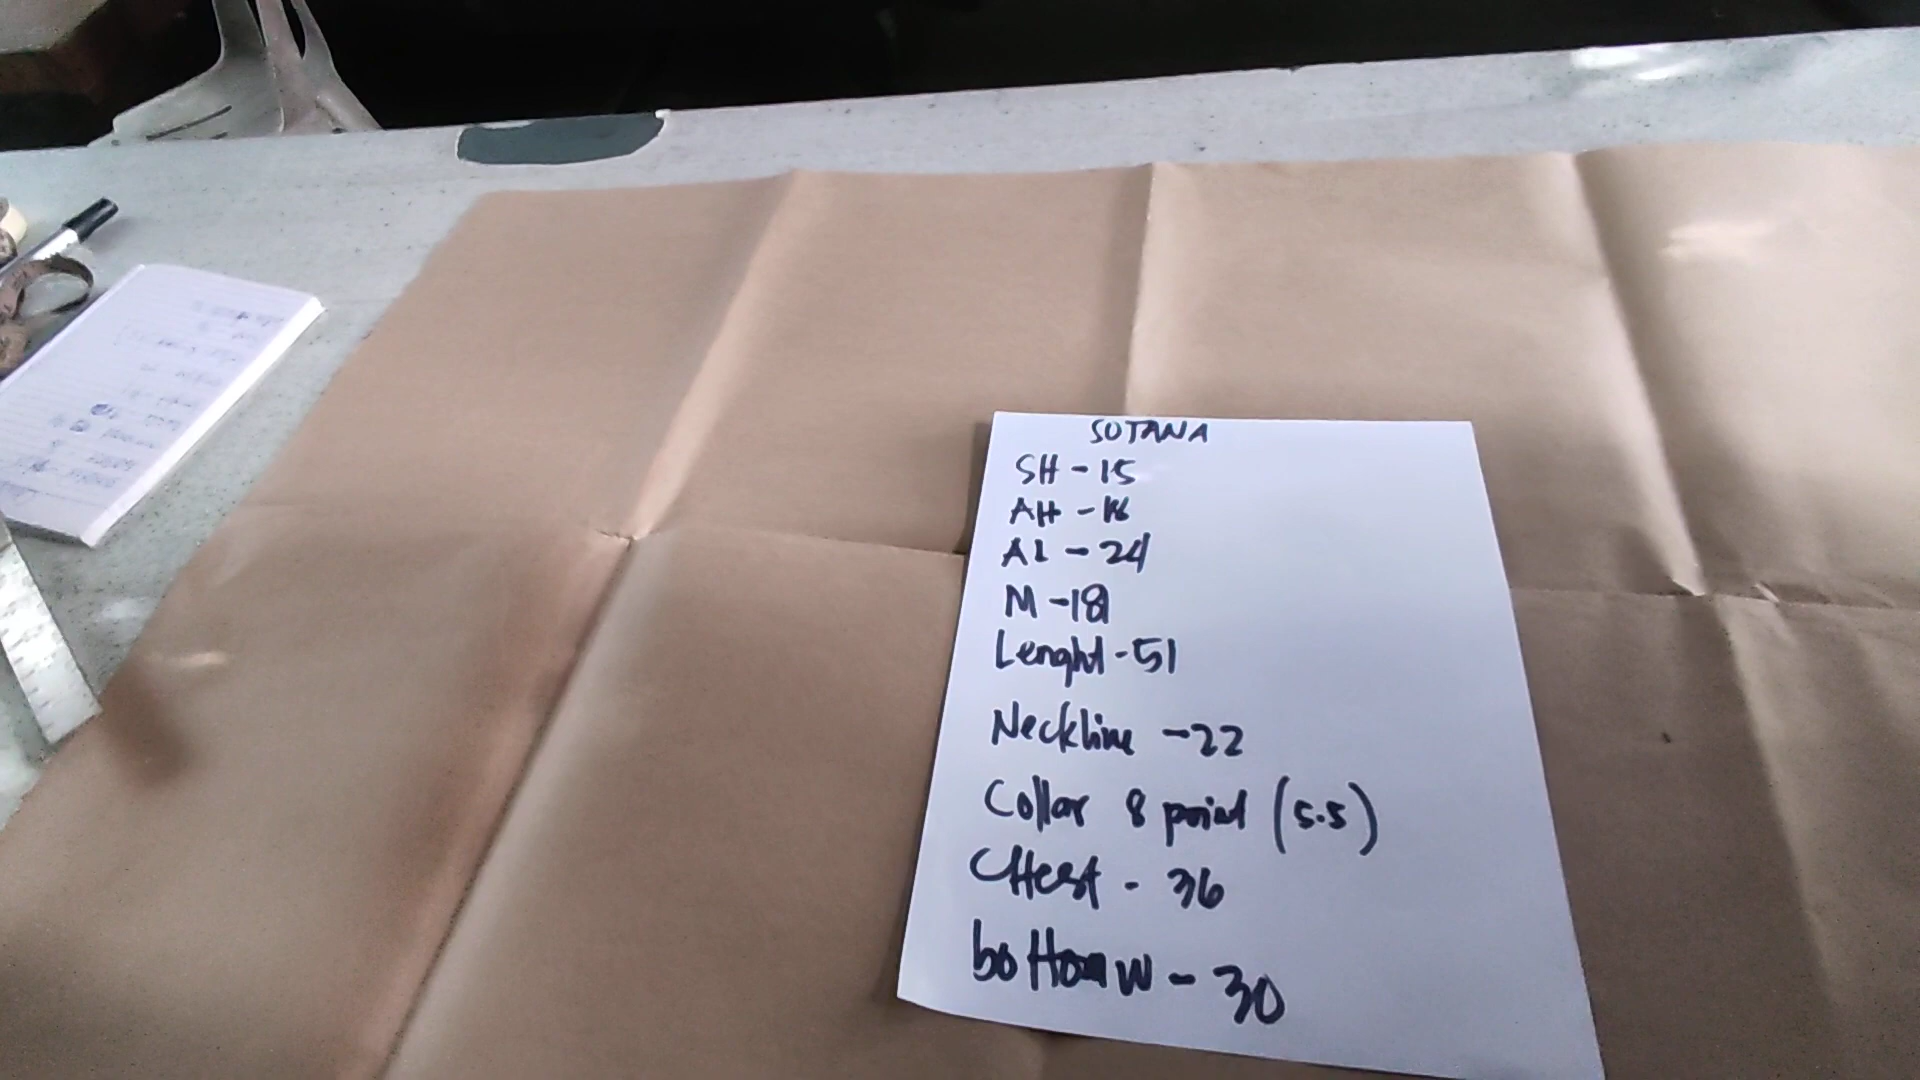 SOTANA
SH - 15
AH - 16
AL - 24
M - 18
Lenght - 51
Neckline - 22
Collar 8 point (5.5)
CHest - 36
bottom W - 30